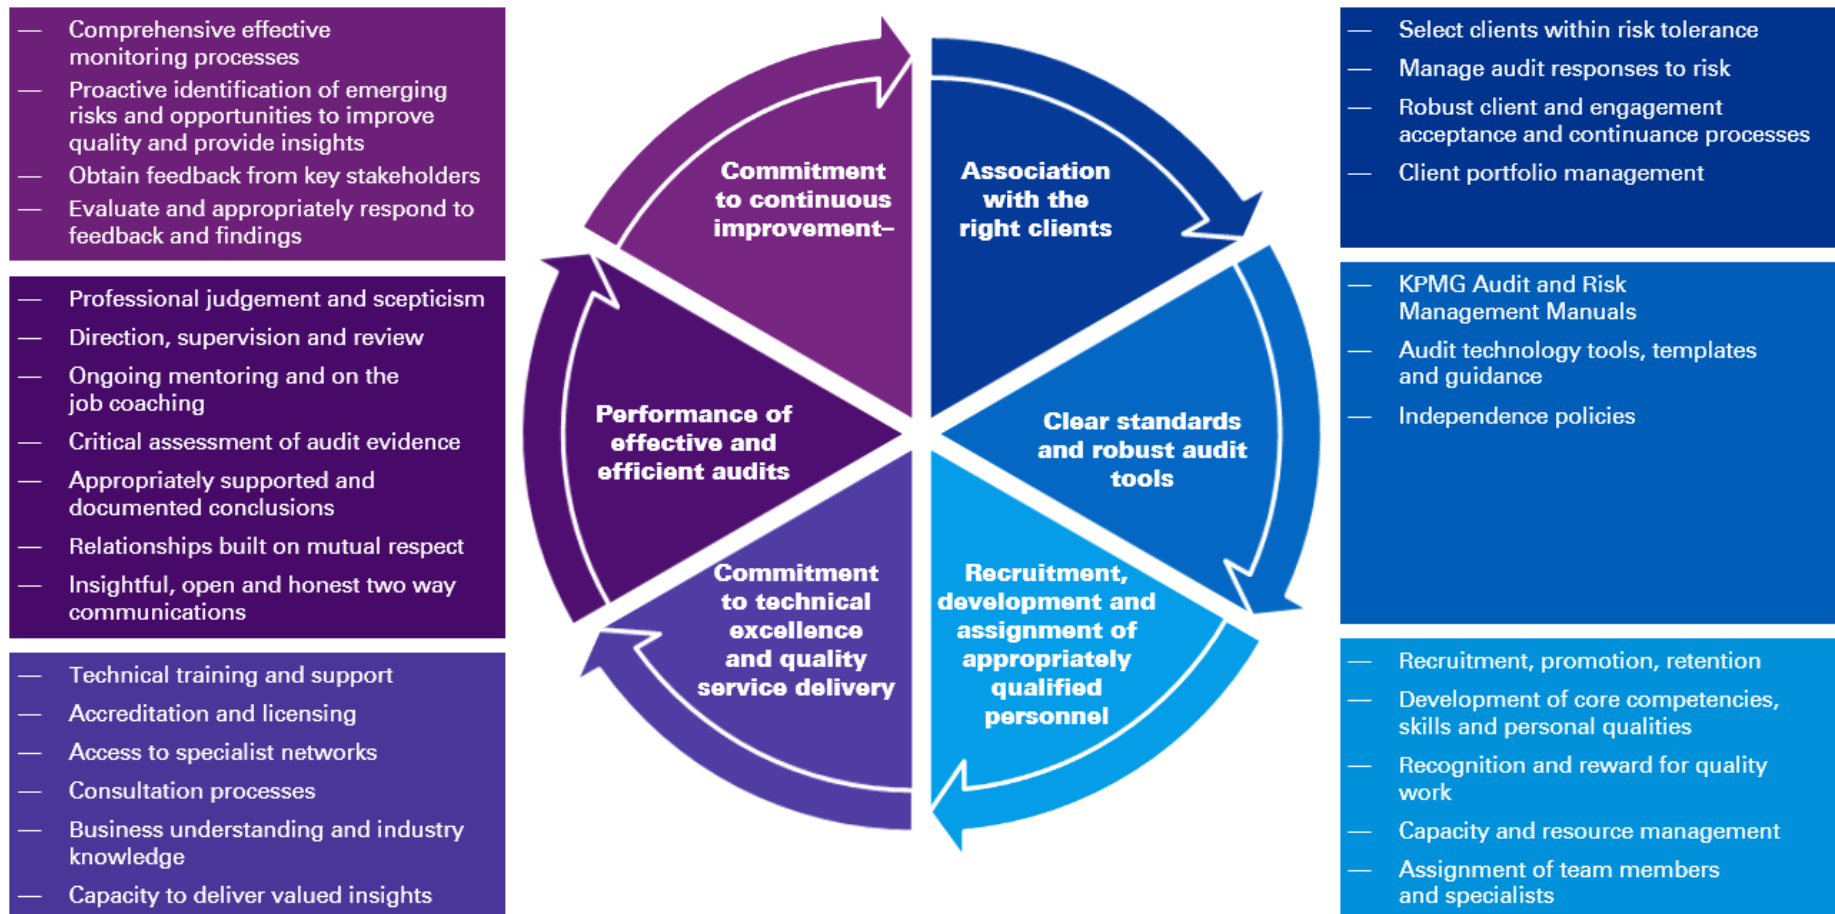 — Comprehensive effective
monitoring processes
— Proactive identification of emerging
risks and opportunities to improve
quality and provide insights
— Obtain feedback from key stakeholders
— Evaluate and appropriately respond to
feedback and findings
— Professional judgement and scepticism
— Direction, supervision and review
— Ongoing mentoring and on the
job coaching
— Critical assessment of audit evidence
— Appropriately supported and
documented conclusions
— Relationships built on mutual respect
— Insightful, open and honest two way
communications
— Technical training and support
— Accreditation and licensing
— Access to specialist networks
— Consultation processes
— Business understanding and industry
knowledge
— Capacity to deliver valued insights
Commitment
to continuous
improvement–
Association
with the
right clients
Performance of
effective and
efficient audits
Clear standards
and robust audit
tools
Commitment
to technical
excellence
and quality
service delivery
Recruitment,
development and
assignment of
appropriately
qualified
personnel
— Select clients within risk tolerance
— Manage audit responses to risk
— Robust client and engagement
acceptance and continuance processes
— Client portfolio management
— KPMG Audit and Risk
Management Manuals
— Audit technology tools, templates
and guidance
— Independence policies
— Recruitment, promotion, retention
— Development of core competencies,
skills and personal qualities
— Recognition and reward for quality
work
— Capacity and resource management
— Assignment of team members
and specialists